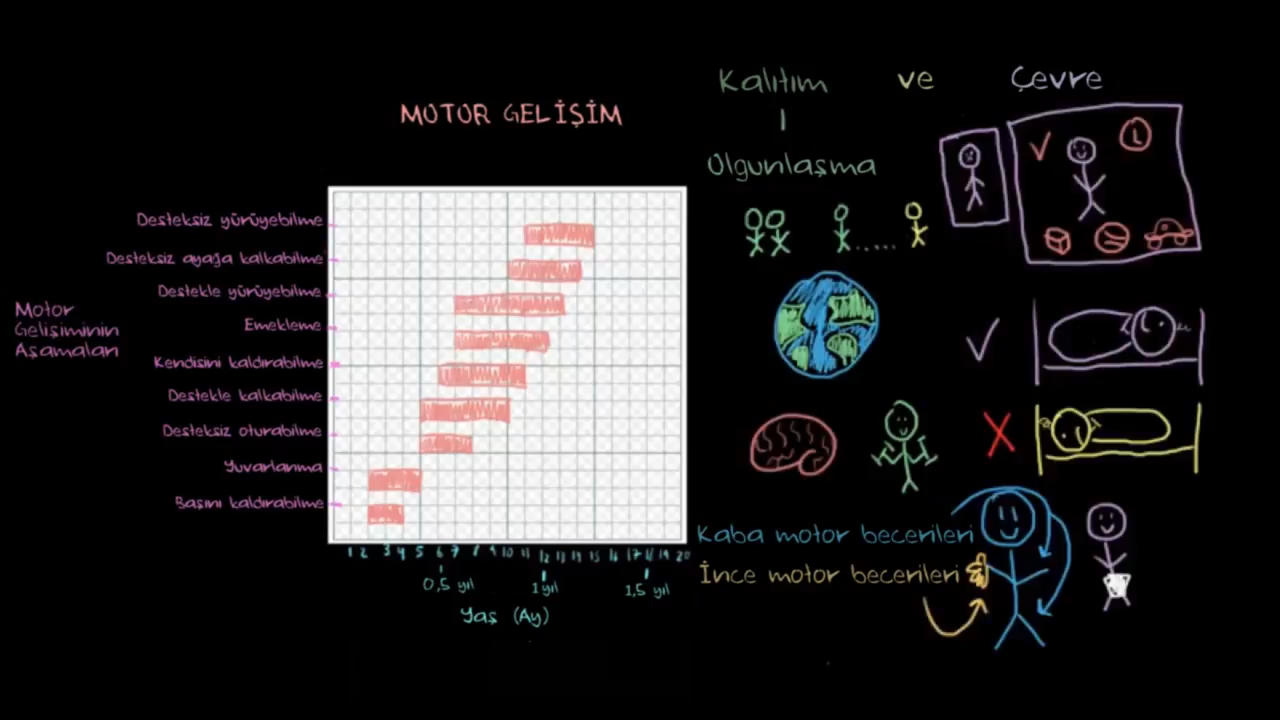 Kalıtım ve Çevre
MOTOR GELİŞİM
Olgunlaşma
Desteksiz yürüyebilme
Desteksiz ayağa kalkabilme
Destekle yürüyebilme
Motor
Gelişiminin
Aşamaları
Emekleme
Kendisini kaldırabilme
Destekle kalkabilme
Desteksiz oturabilme
Yuvarlanma
Başını kaldırabilme
Kaba motor becerileri
İnce motor becerileri
1 2 3 4 5 6 7 8 9 10 11 12 13 14 15 16 17 18 19 20
0,5 yıl 1 yıl 1,5 yıl
Yaş (Ay)